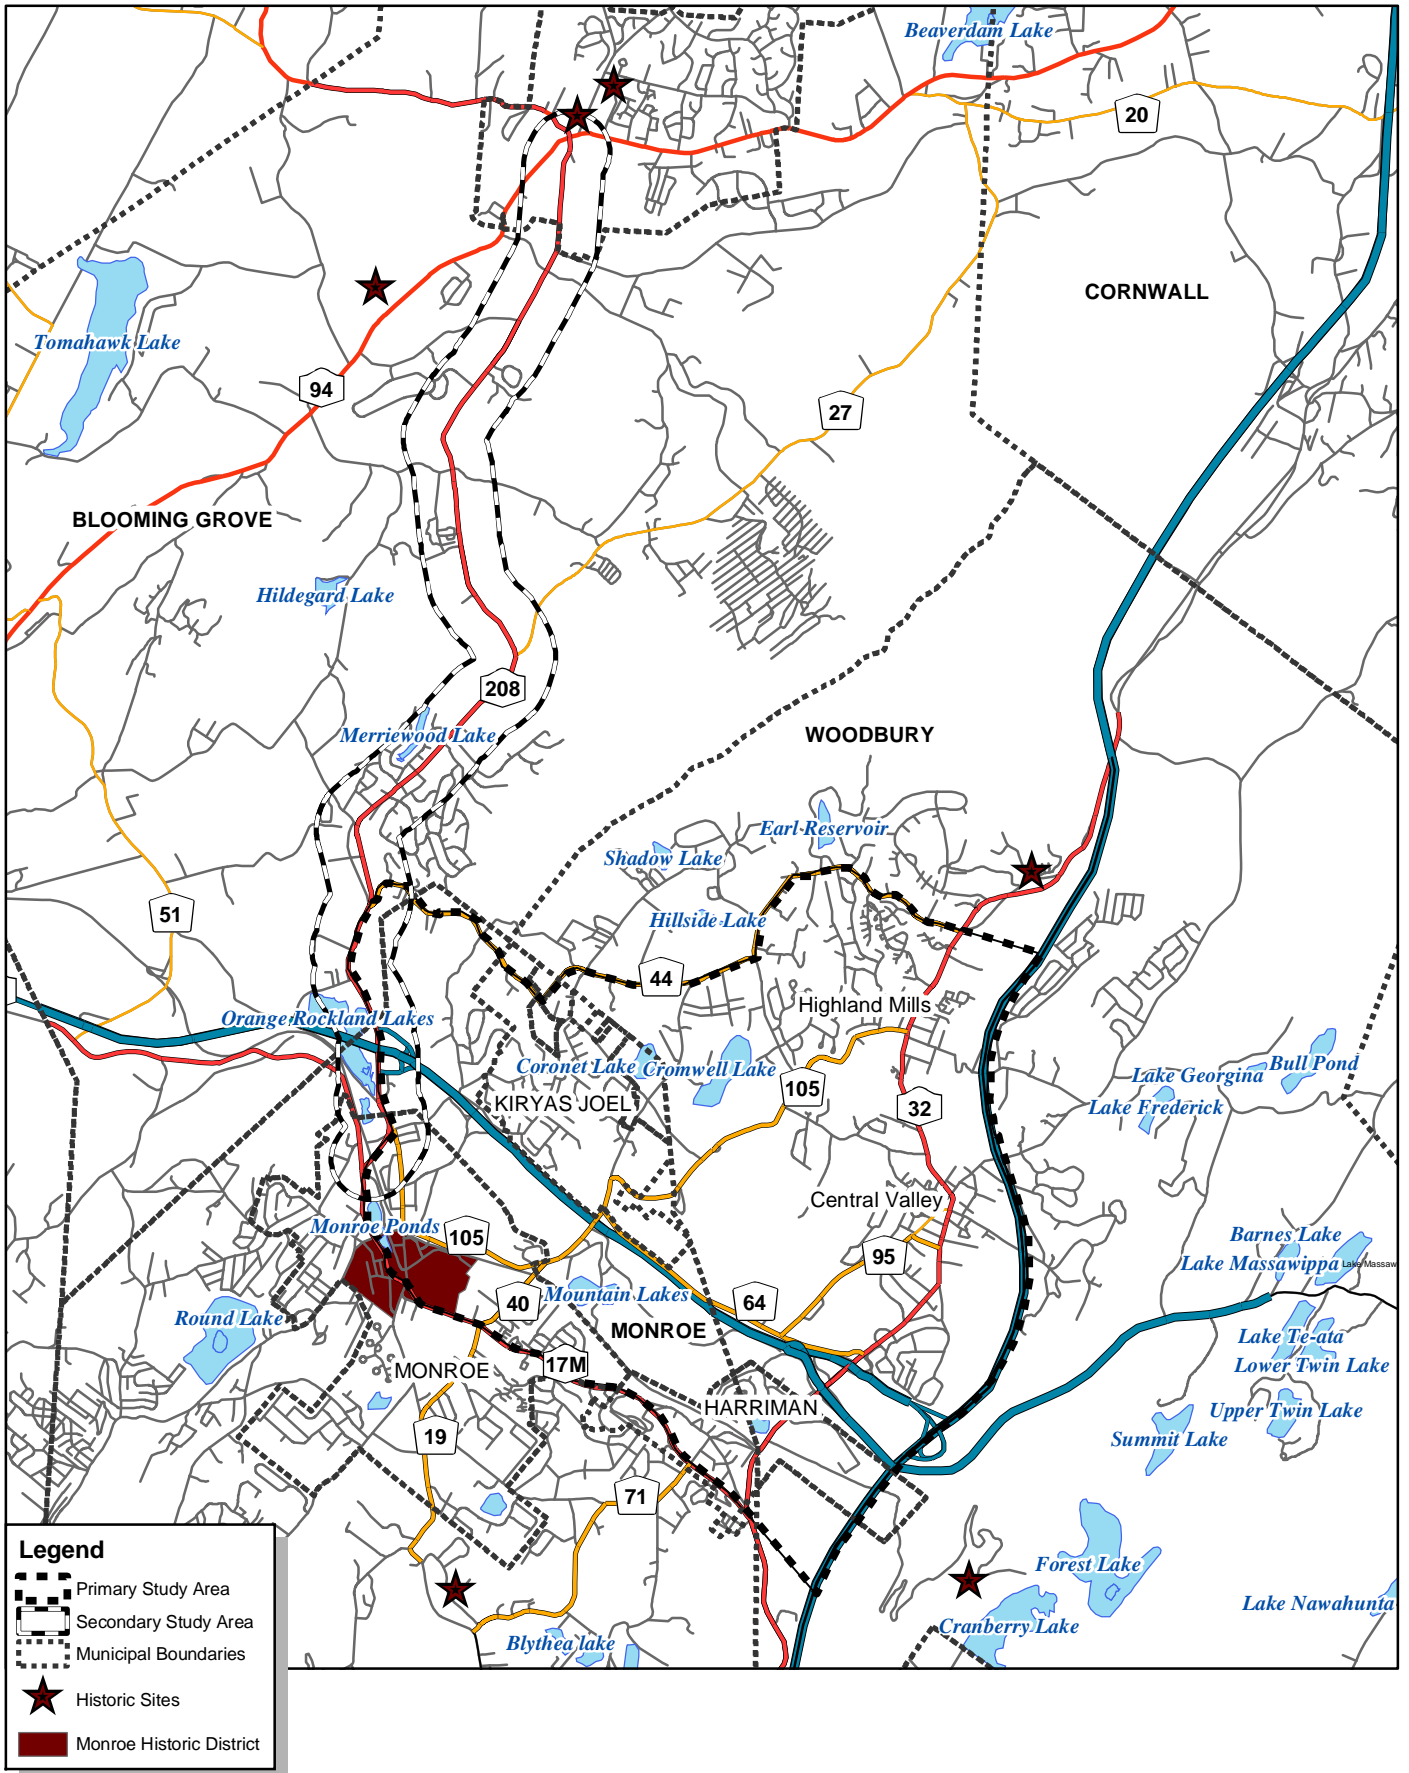 Beaverdam Lake
20
CORNWALL
Tomahawk Lake
94
27
BLOOMING GROVE
Hildegard Lake
208
Merriewood Lake
WOODBURY
Earl Reservoir
Shadow Lake
51
Hillside Lake
44
Highland Mills
Orange Rockland Lakes
Coronet Lake
Cromwell Lake
105
Bull Pond
Lake Georgina
Lake Frederick
KIRYAS JOEL
32
Central Valley
Monroe Ponds
105
95
Barnes Lake
Lake Massawippa
Lake Massaw
Mountain Lakes
40
64
Round Lake
MONROE
Lake Te-ata
Lower Twin Lake
17M
MONROE
HARRIMAN
Upper Twin Lake
19
Summit Lake
71
Forest Lake
Lake Nawahunta
Cranberry Lake
Blythea lake
Legend
Primary Study Area
Secondary Study Area
Municipal Boundaries
Historic Sites
Monroe Historic District